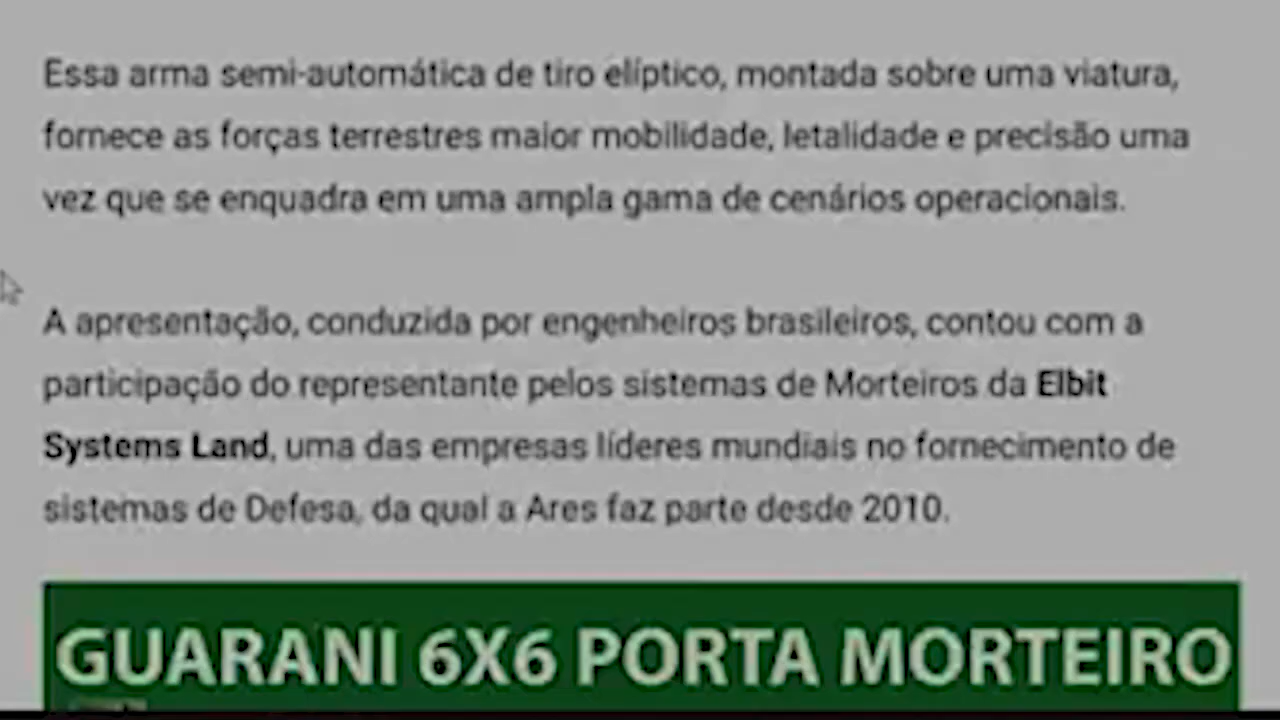 Essa arma semi-automática de tiro elíptico, montada sobre uma viatura,
fornece as forças terrestres maior mobilidade, letalidade e precisão uma
vez que se enquadra em uma ampla gama de cenários operacionais.
A apresentação, conduzida por engenheiros brasileiros, contou com a
participação do representante pelos sistemas de Morteiros da Elbit
Systems Land, uma das empresas líderes mundiais no fornecimento de
sistemas de Defesa, da qual a Ares faz parte desde 2010.
GUARANI 6X6 PORTA MORTEIRO